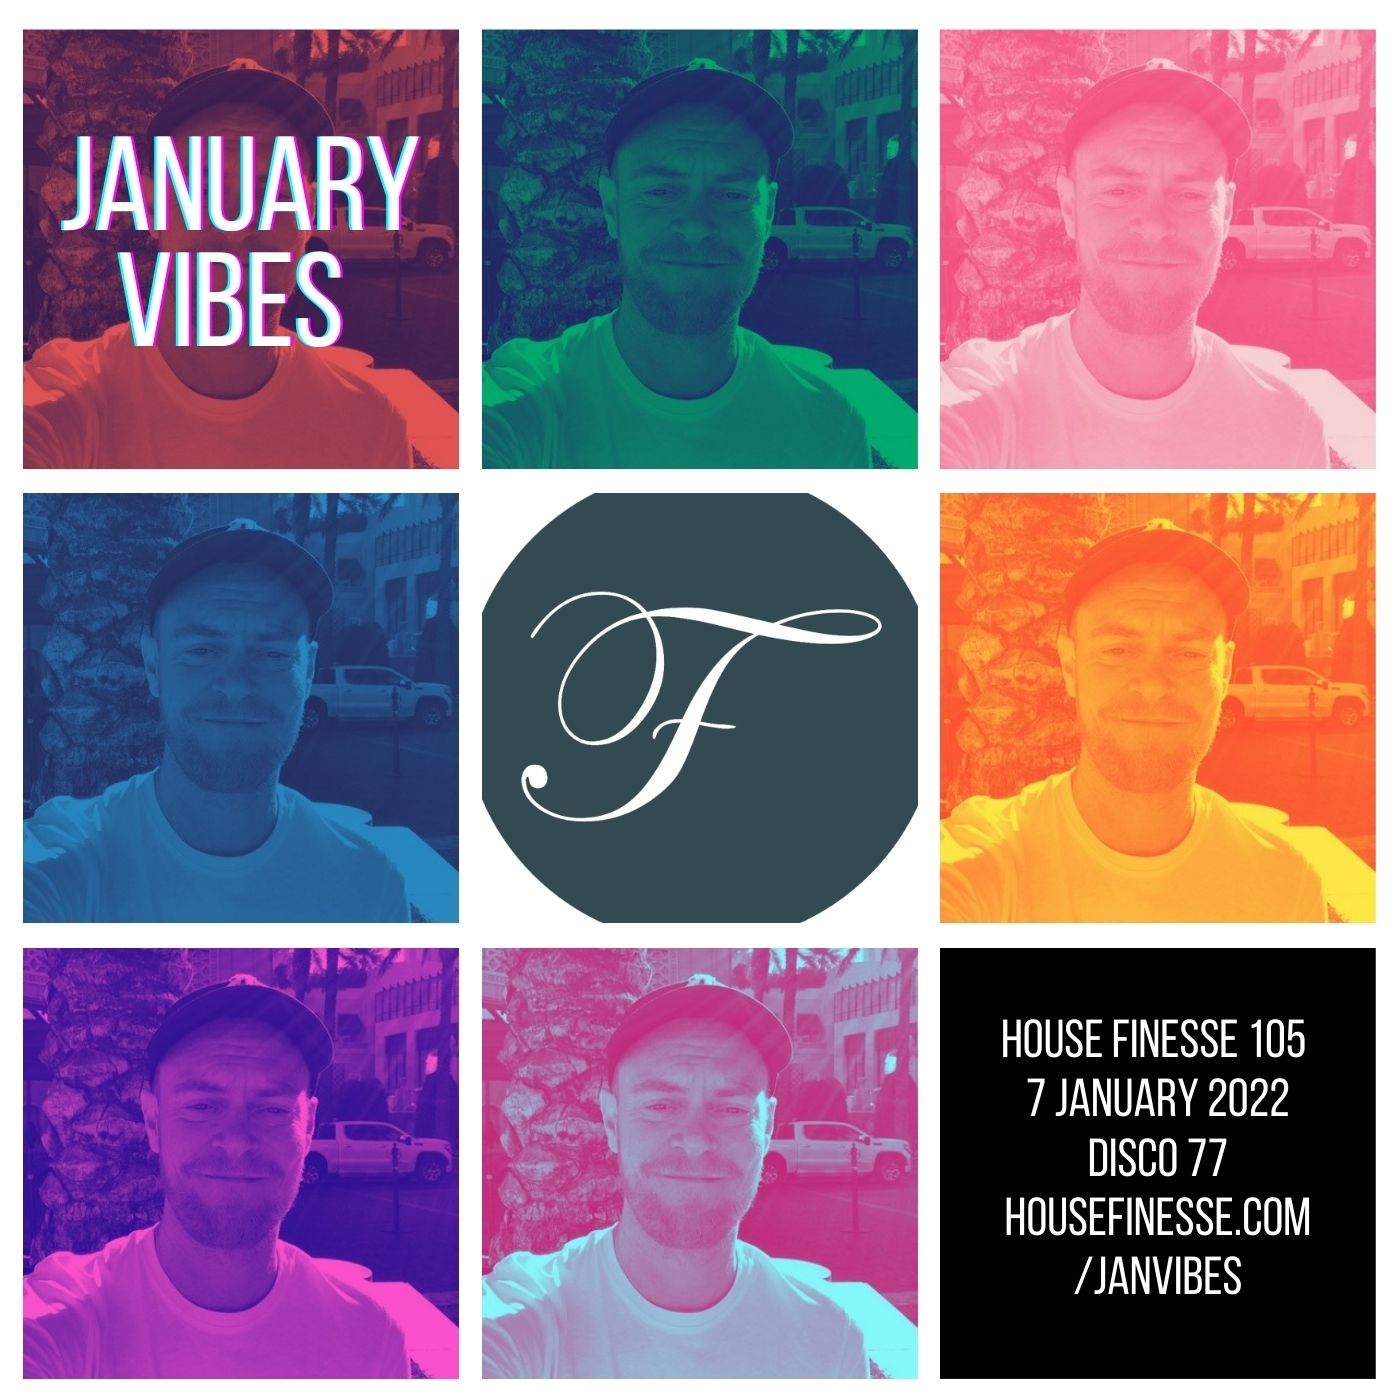 JANUARY
VIBES
F
HOUSE FINESSE 105
7 JANUARY 2022
DISCO 77
HOUSEFINESSE.COM
/JANVIBES